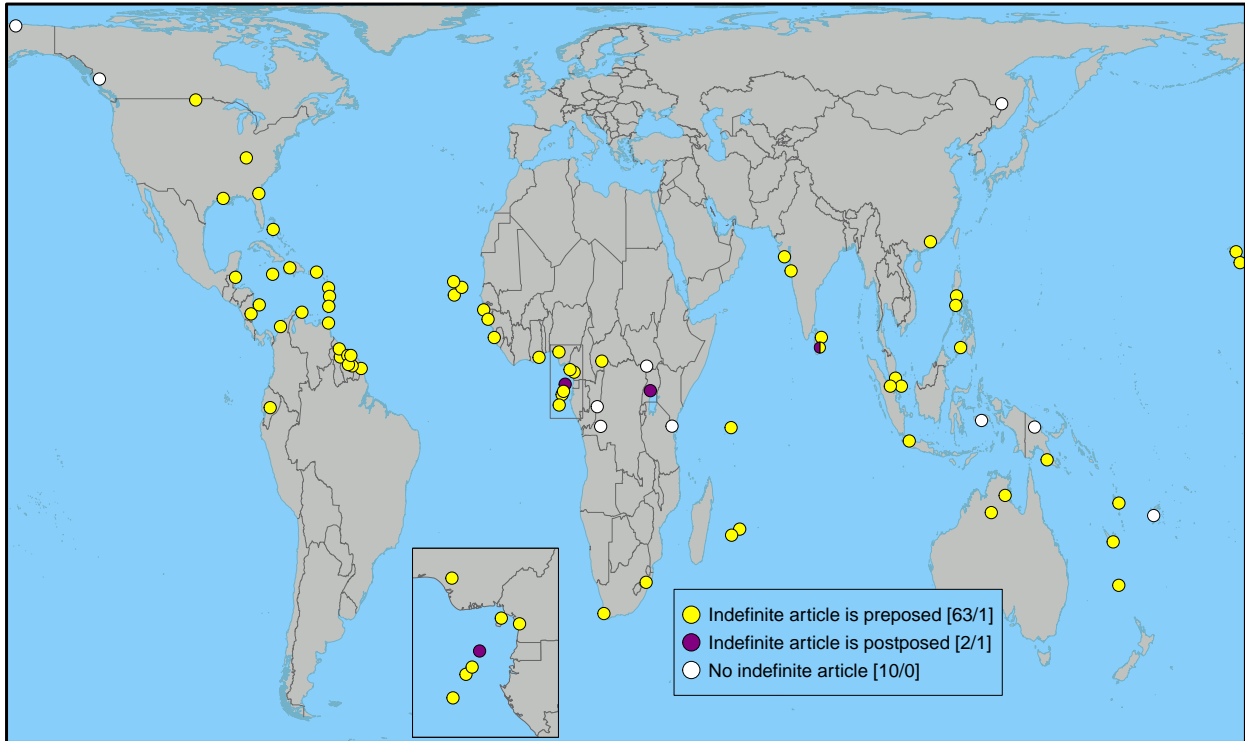 Indefinite article is preposed [63/1]
Indefinite article is postposed [2/1]
No indefinite article [10/0]